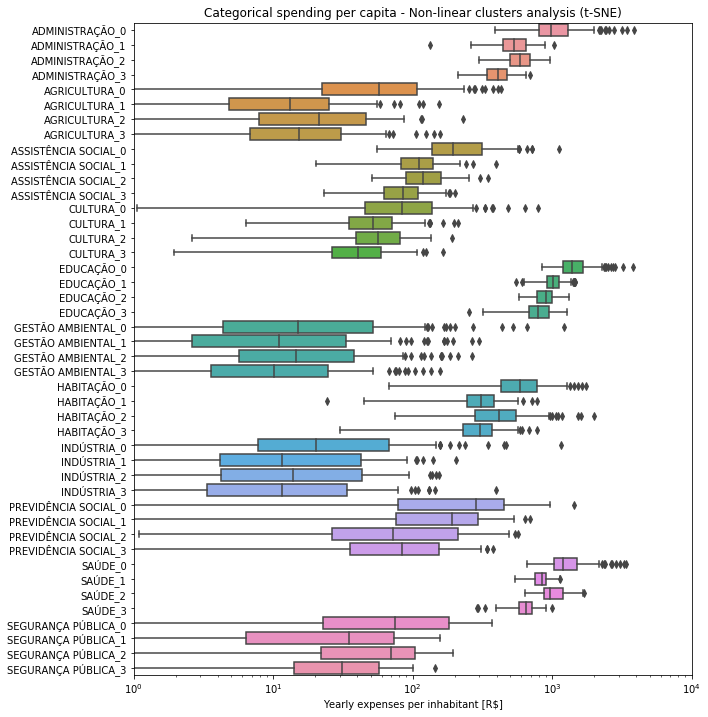 Categorical spending per capita - Non-linear clusters analysis (t-SNE)
ADMINISTRAÇÃO_0
ADMINISTRAÇÃO_1
ADMINISTRAÇÃO_2
ADMINISTRAÇÃO_3
AGRICULTURA_0
AGRICULTURA_1
AGRICULTURA_2
AGRICULTURA_3
ASSISTÊNCIA SOCIAL_0
ASSISTÊNCIA SOCIAL_1
ASSISTÊNCIA SOCIAL_2
ASSISTÊNCIA SOCIAL_3
CULTURA_0
CULTURA_1
CULTURA_2
CULTURA_3
EDUCAÇÃO_0
EDUCAÇÃO_1
EDUCAÇÃO_2
EDUCAÇÃO_3
GESTÃO AMBIENTAL_0
GESTÃO AMBIENTAL_1
GESTÃO AMBIENTAL_2
GESTÃO AMBIENTAL_3
HABITAÇÃO_0
HABITAÇÃO_1
HABITAÇÃO_2
HABITAÇÃO_3
INDÚSTRIA_0
INDÚSTRIA_1
INDÚSTRIA_2
INDÚSTRIA_3
PREVIDÊNCIA SOCIAL_0
PREVIDÊNCIA SOCIAL_1
PREVIDÊNCIA SOCIAL_2
PREVIDÊNCIA SOCIAL_3
SAÚDE_0
SAÚDE_1
SAÚDE_2
SAÚDE_3
SEGURANÇA PÚBLICA_0
SEGURANÇA PÚBLICA_1
SEGURANÇA PÚBLICA_2
SEGURANÇA PÚBLICA_3
10⁰ 10¹ 10² 10³ 10⁴
Yearly expenses per inhabitant [R$]